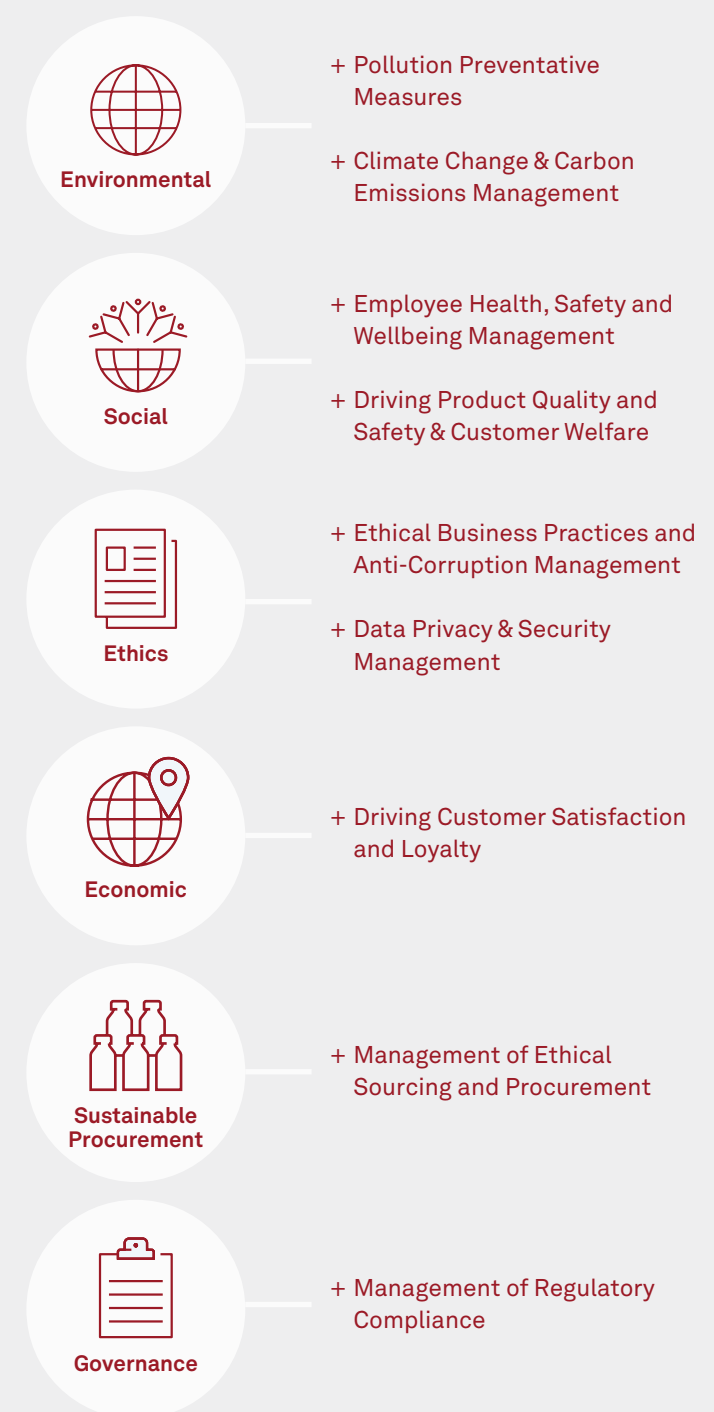 Environmental
+ Pollution Preventative
Measures
+ Climate Change & Carbon
Emissions Management
Social
+ Employee Health, Safety and
Wellbeing Management
+ Driving Product Quality and
Safety & Customer Welfare
Ethics
+ Ethical Business Practices and
Anti-Corruption Management
+ Data Privacy & Security
Management
Economic
+ Driving Customer Satisfaction
and Loyalty
Sustainable
Procurement
+ Management of Ethical
Sourcing and Procurement
Governance
+ Management of Regulatory
Compliance